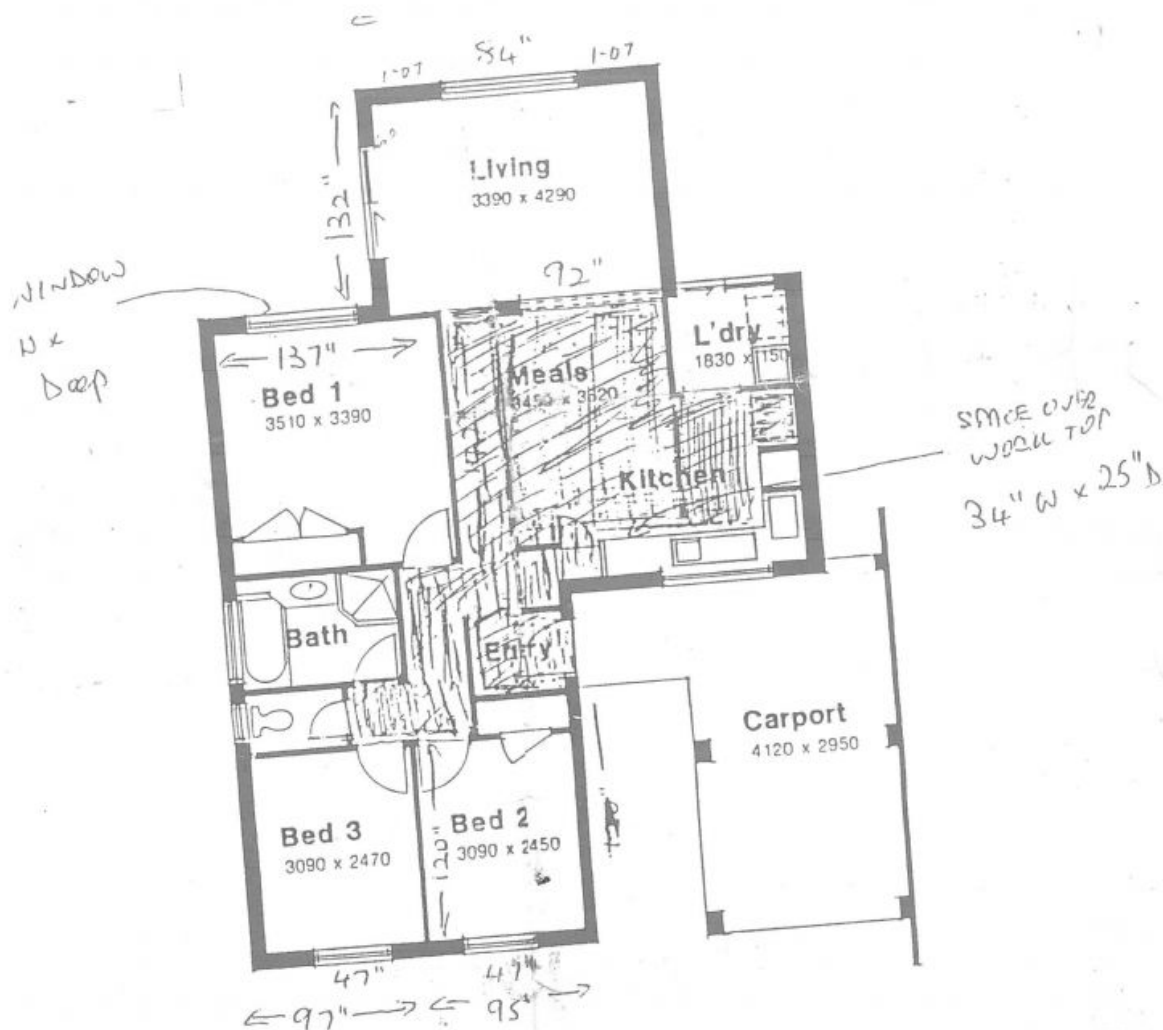 84"
1-07
1-07
132"
Living
3390 x 4290
92"
WINDOW
Deep
137"
Bed 1
3510 x 3390
Meals
L'dry
1830 x 1150
Kitchen
SPACE OVER
WORK TOP
34" W x 25" D
Bath
Entry
Carport
4120 x 2950
Bed 3
3090 x 2470
Bed 2
3090 x 2450
120"
47"
47"
97"
95"